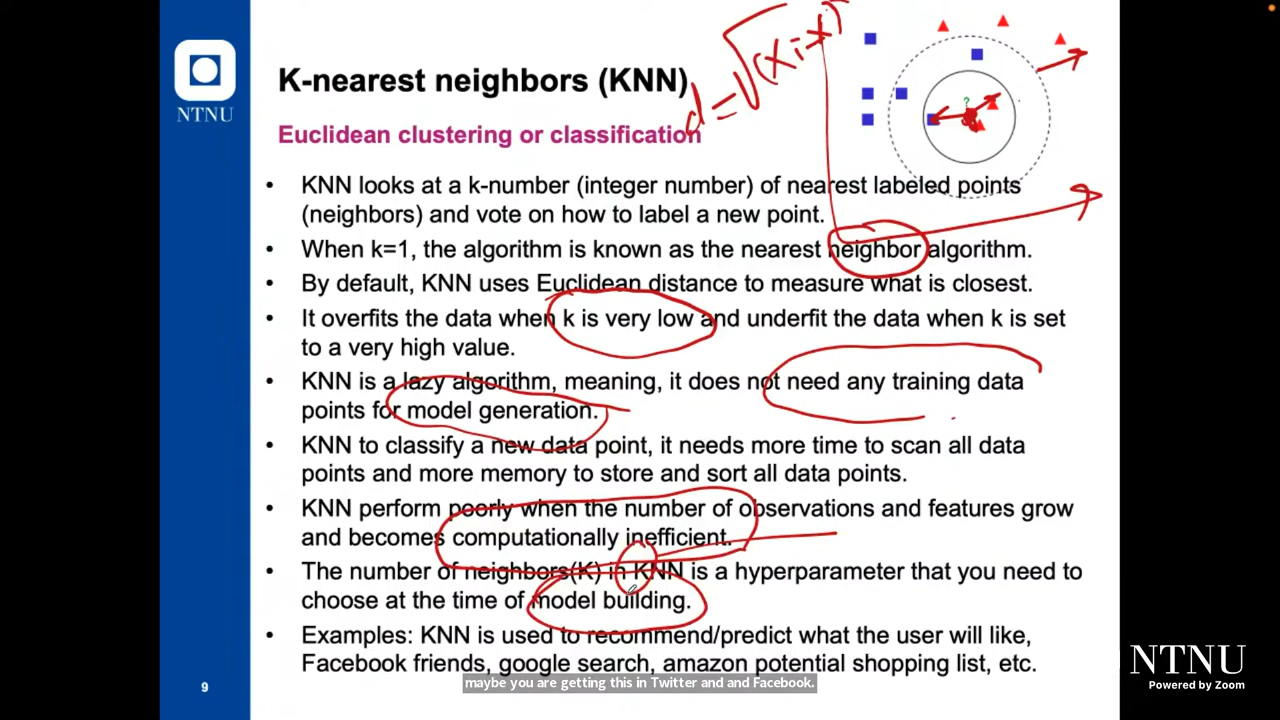 NTNU
K-nearest neighbors (KNN)
d = √(xi-x)
Euclidean clustering or classification
?
• KNN looks at a k-number (integer number) of nearest labeled points
(neighbors) and vote on how to label a new point.
• When k=1, the algorithm is known as the nearest neighbor algorithm.
• By default, KNN uses Euclidean distance to measure what is closest.
• It overfits the data when k is very low and underfit the data when k is set
to a very high value.
• KNN is a lazy algorithm, meaning, it does not need any training data
points for model generation.
• KNN to classify a new data point, it needs more time to scan all data
points and more memory to store and sort all data points.
• KNN perform poorly when the number of observations and features grow
and becomes computationally inefficient.
• The number of neighbors(K) in KNN is a hyperparameter that you need to
choose at the time of model building.
• Examples: KNN is used to recommend/predict what the user will like,
Facebook friends, google search, amazon potential shopping list, etc.
maybe you are getting this in Twitter and and Facebook.
9
NTNU
Powered by Zoom